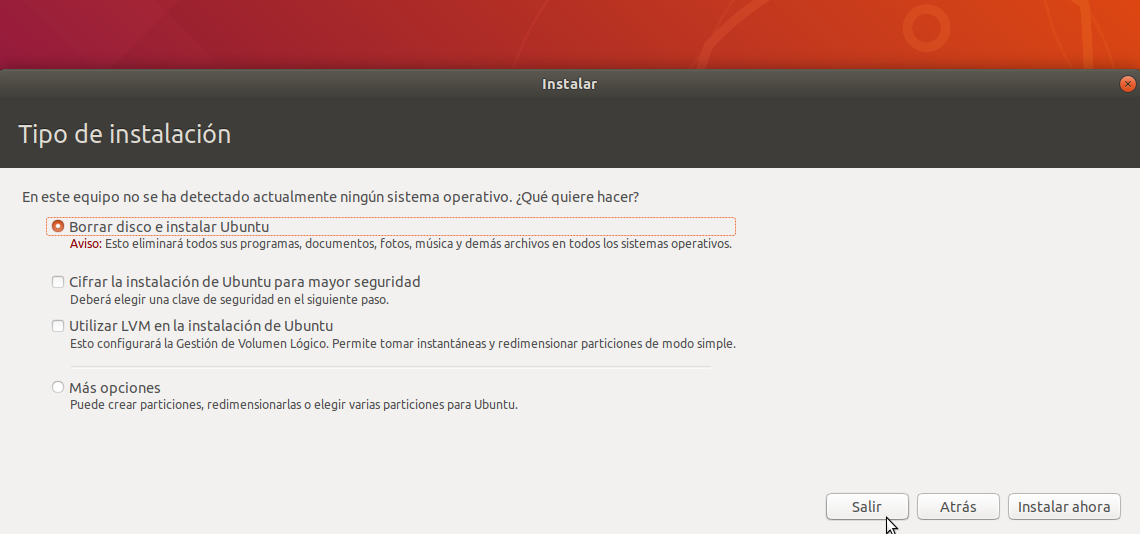 Instalar
Tipo de instalación
En este equipo no se ha detectado actualmente ningún sistema operativo. ¿Qué quiere hacer?
Borrar disco e instalar Ubuntu
Aviso: Esto eliminará todos sus programas, documentos, fotos, música y demás archivos en todos los sistemas operativos.
Cifrar la instalación de Ubuntu para mayor seguridad
Deberá elegir una clave de seguridad en el siguiente paso.
Utilizar LVM en la instalación de Ubuntu
Esto configurará la Gestión de Volumen Lógico. Permite tomar instantáneas y redimensionar particiones de modo simple.
Más opciones
Puede crear particiones, redimensionarlas o elegir varias particiones para Ubuntu.
Salir Atrás Instalar ahora